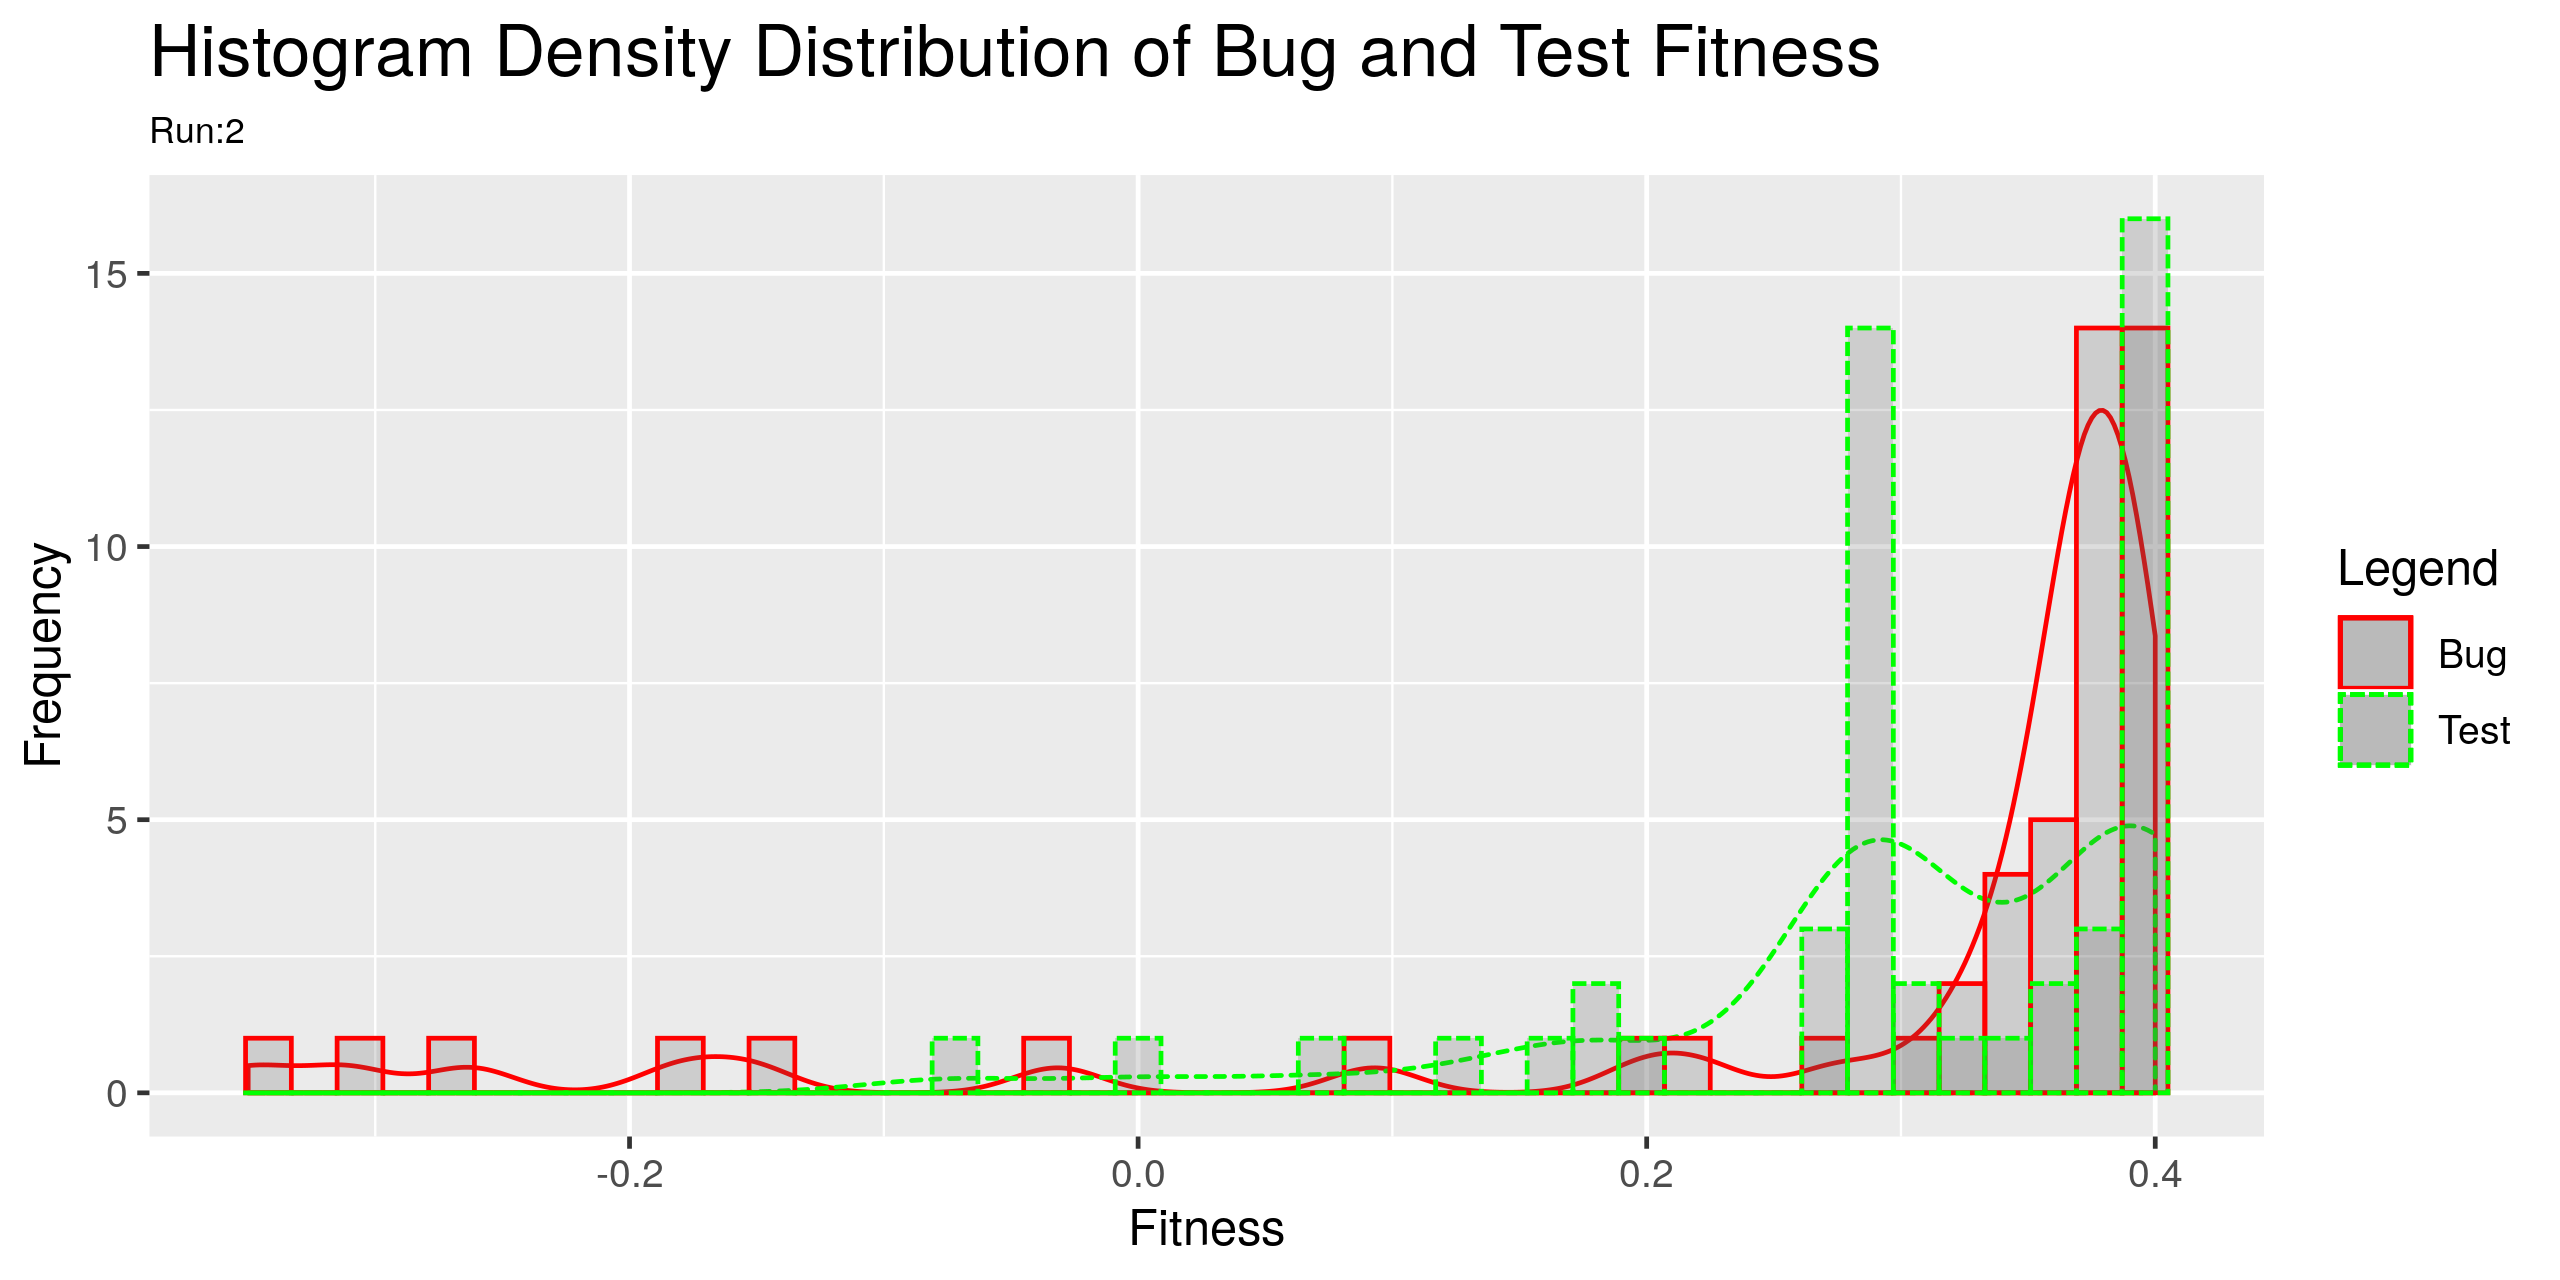 Histogram Density Distribution of Bug and Test Fitness
Run:2
15
10
5
0
Frequency
-0.2
0.0
0.2
0.4
Fitness
Legend
Bug
Test